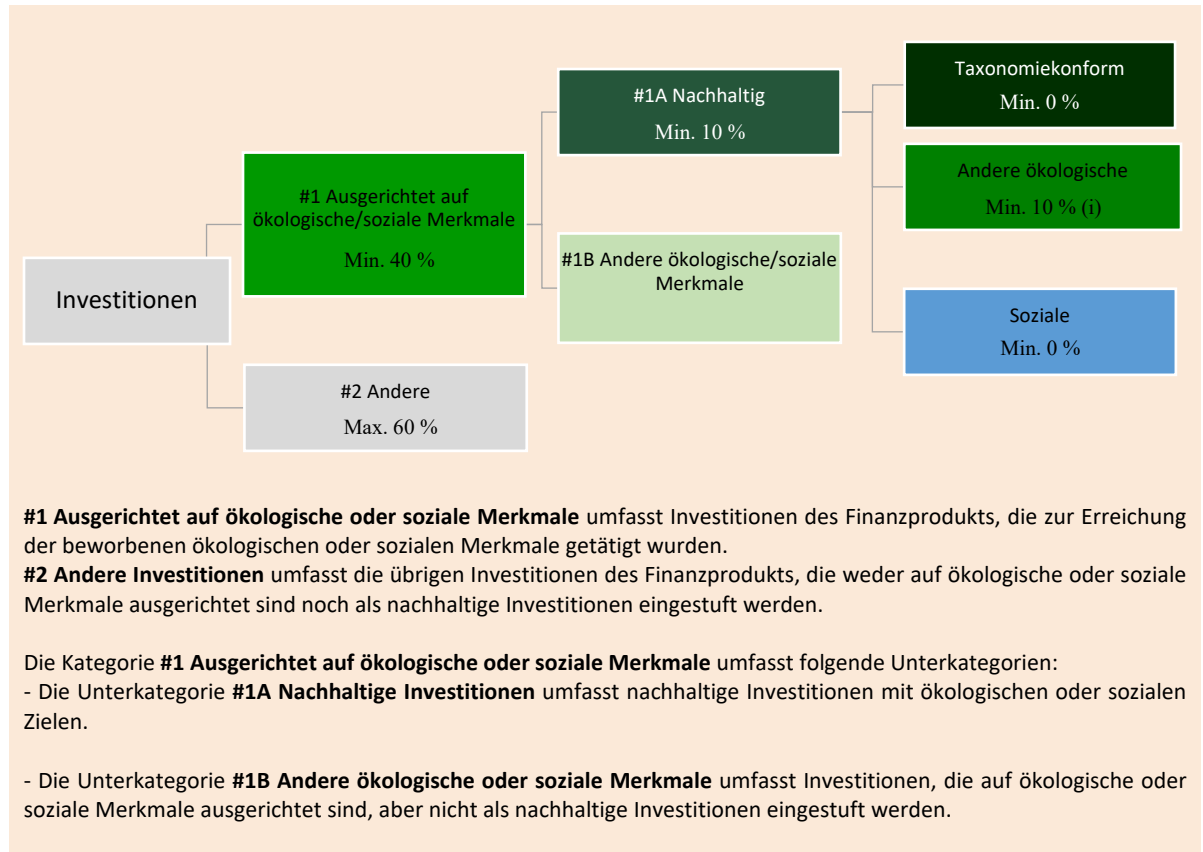 Investitionen
#1 Ausgerichtet auf
ökologische/soziale Merkmale
Min. 40 %
#2 Andere
Max. 60 %
#1A Nachhaltig
Min. 10 %
#1B Andere ökologische/soziale
Merkmale
Taxonomiekonform
Min. 0 %
Andere ökologische
Min. 10 % (i)
Soziale
Min. 0 %
#1 Ausgerichtet auf ökologische oder soziale Merkmale umfasst Investitionen des Finanzprodukts, die zur Erreichung
der beworbenen ökologischen oder sozialen Merkmale getätigt wurden.
#2 Andere Investitionen umfasst die übrigen Investitionen des Finanzprodukts, die weder auf ökologische oder soziale
Merkmale ausgerichtet sind noch als nachhaltige Investitionen eingestuft werden.
Die Kategorie #1 Ausgerichtet auf ökologische oder soziale Merkmale umfasst folgende Unterkategorien:
- Die Unterkategorie #1A Nachhaltige Investitionen umfasst nachhaltige Investitionen mit ökologischen oder sozialen
Zielen.
- Die Unterkategorie #1B Andere ökologische oder soziale Merkmale umfasst Investitionen, die auf ökologische oder
soziale Merkmale ausgerichtet sind, aber nicht als nachhaltige Investitionen eingestuft werden.